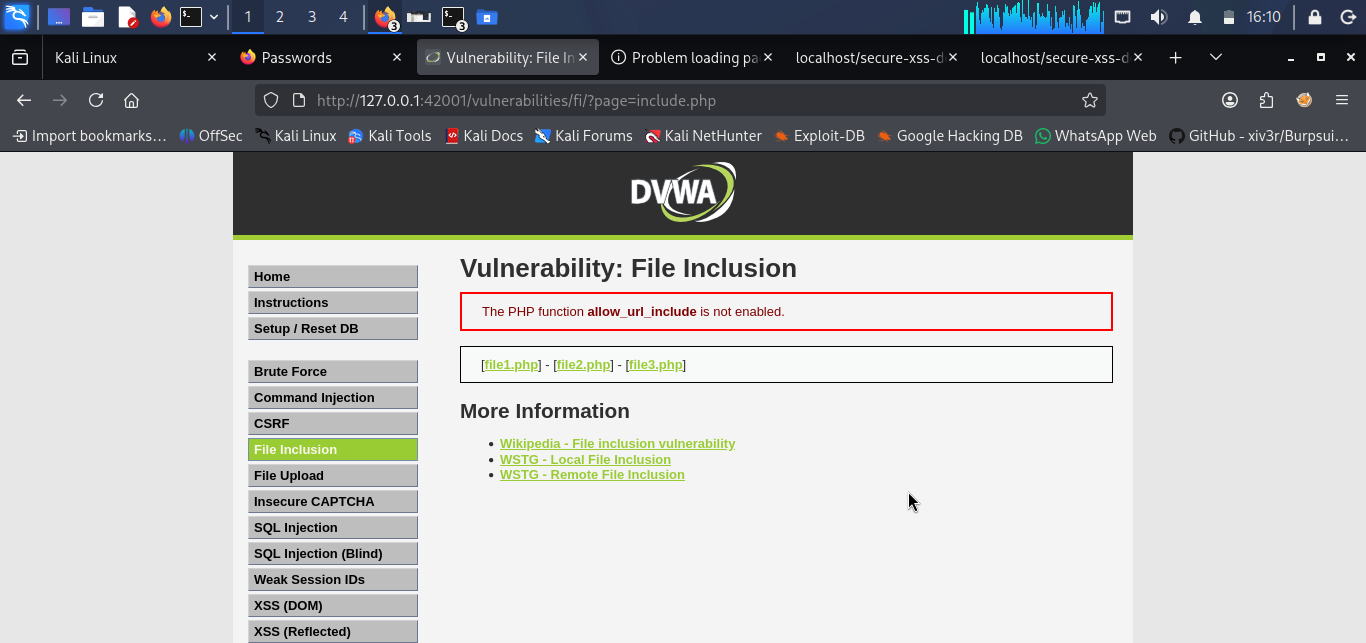 1 2 3 4 3 3 16:10
Kali Linux Passwords Vulnerability: File In Problem loading pa localhost/secure-xss-d localhost/secure-xss-d
http://127.0.0.1:42001/vulnerabilities/fi/?page=include.php
Import bookmarks... OffSec Kali Linux Kali Tools Kali Docs Kali Forums Kali NetHunter Exploit-DB Google Hacking DB WhatsApp Web GitHub - xiv3r/Burpsui...
DVWA
Home
Instructions
Setup / Reset DB
Brute Force
Command Injection
CSRF
File Inclusion
File Upload
Insecure CAPTCHA
SQL Injection
SQL Injection (Blind)
Weak Session IDs
XSS (DOM)
XSS (Reflected)
Vulnerability: File Inclusion
The PHP function allow_url_include is not enabled.
[file1.php] - [file2.php] - [file3.php]
More Information
• Wikipedia - File inclusion vulnerability
• WSTG - Local File Inclusion
• WSTG - Remote File Inclusion